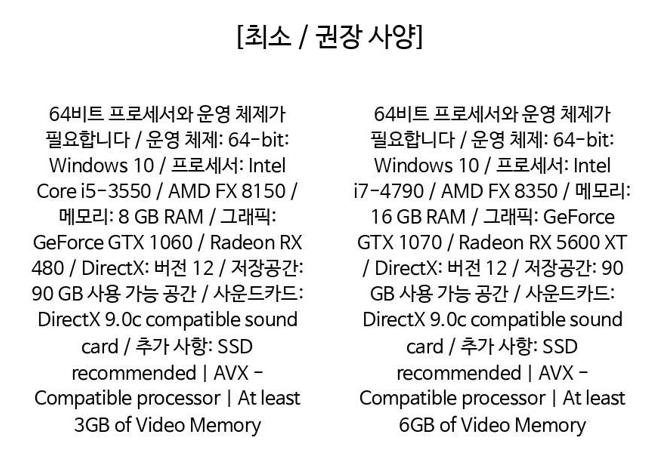 [최소 / 권장 사양]
64비트 프로세서와 운영 체제가
필요합니다 / 운영 체제: 64-bit:
Windows 10 / 프로세서: Intel
Core i5-3550 / AMD FX 8150 /
메모리: 8 GB RAM / 그래픽:
GeForce GTX 1060 / Radeon RX
480 / DirectX: 버전 12 / 저장공간:
90 GB 사용 가능 공간 / 사운드카드:
DirectX 9.0c compatible sound
card / 추가 사항: SSD
recommended | AVX -
Compatible processor | At least
3GB of Video Memory
64비트 프로세서와 운영 체제가
필요합니다 / 운영 체제: 64-bit:
Windows 10 / 프로세서: Intel
i7-4790 / AMD FX 8350 / 메모리:
16 GB RAM / 그래픽: GeForce
GTX 1070 / Radeon RX 5600 XT
/ DirectX: 버전 12 / 저장공간: 90
GB 사용 가능 공간 / 사운드카드:
DirectX 9.0c compatible sound
card / 추가 사항: SSD
recommended | AVX -
Compatible processor | At least
6GB of Video Memory